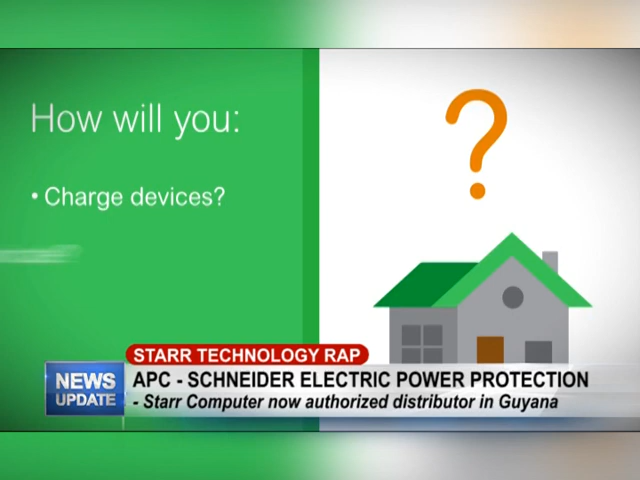 How will you:
• Charge devices?
STARR TECHNOLOGY RAP
NEWS
UPDATE
APC - SCHNEIDER ELECTRIC POWER PROTECTION
- Starr Computer now authorized distributor in Guyana